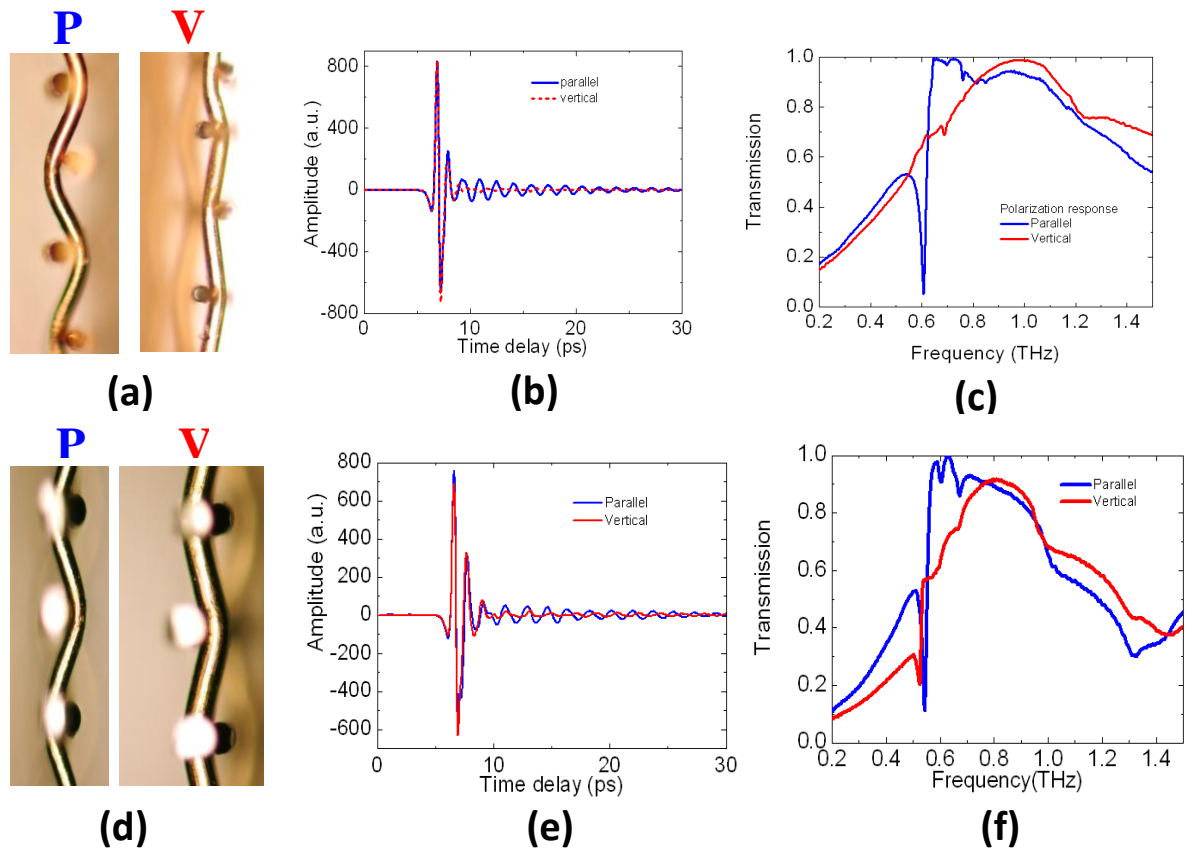 P V
800
400
0
-400
-800
0 10 20 30
Amplitude (a.u.)
Time delay (ps)
parallel
vertical
1.0
0.8
0.6
0.4
0.2
0.0
0.2 0.4 0.6 0.8 1.0 1.2 1.4
Transmission
Frequency (THz)
Polarization response
Parallel
Vertical
(a) (b) (c)
P V
800
600
400
200
0
-200
-400
-600
0 10 20 30
Amplitude (a.u.)
Time delay (ps)
Parallel
Vertical
1.0
0.8
0.6
0.4
0.2
0.0
0.2 0.4 0.6 0.8 1.0 1.2 1.4
Transmission
Frequency(THz)
Parallel
Vertical
(d) (e) (f)